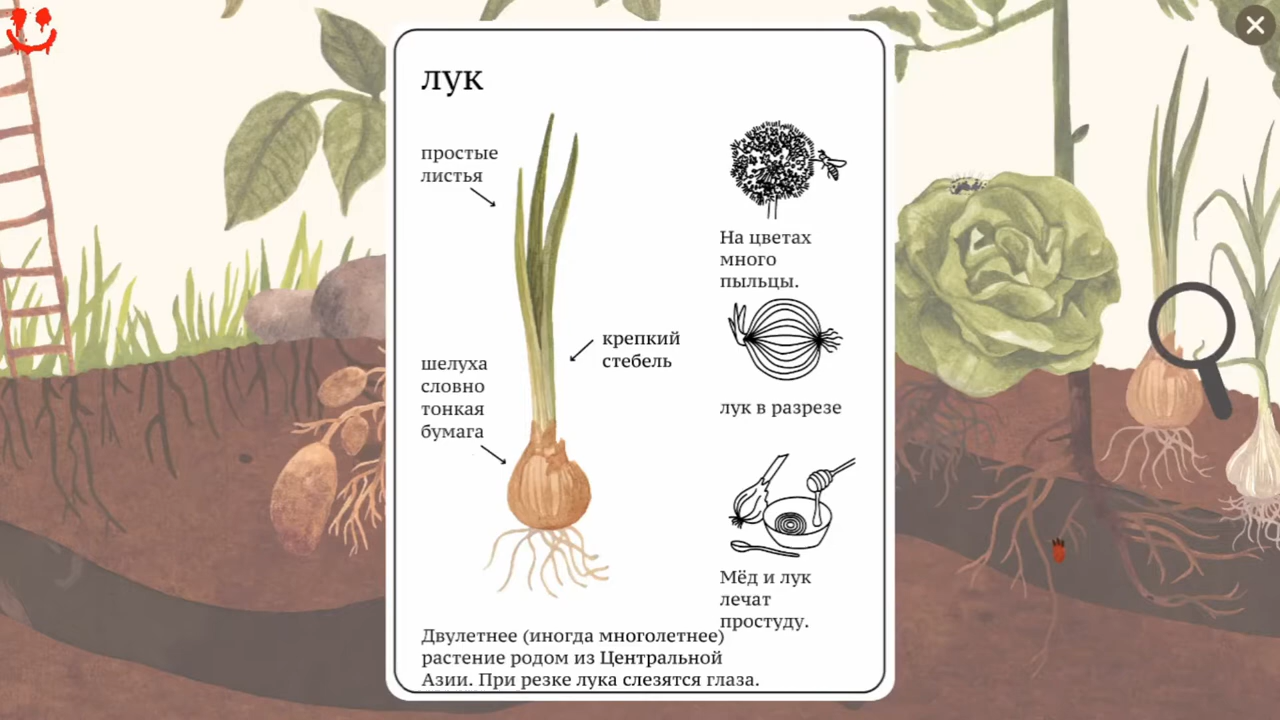 лук
простые
листья
крепкий
стебель
шелуха
словно
тонкая
бумага
На цветах
много
пыльцы.
лук в разрезе
Мёд и лук
лечат
простуду.
Двулетнее (иногда многолетнее)
растение родом из Центральной
Азии. При резке лука слезятся глаза.